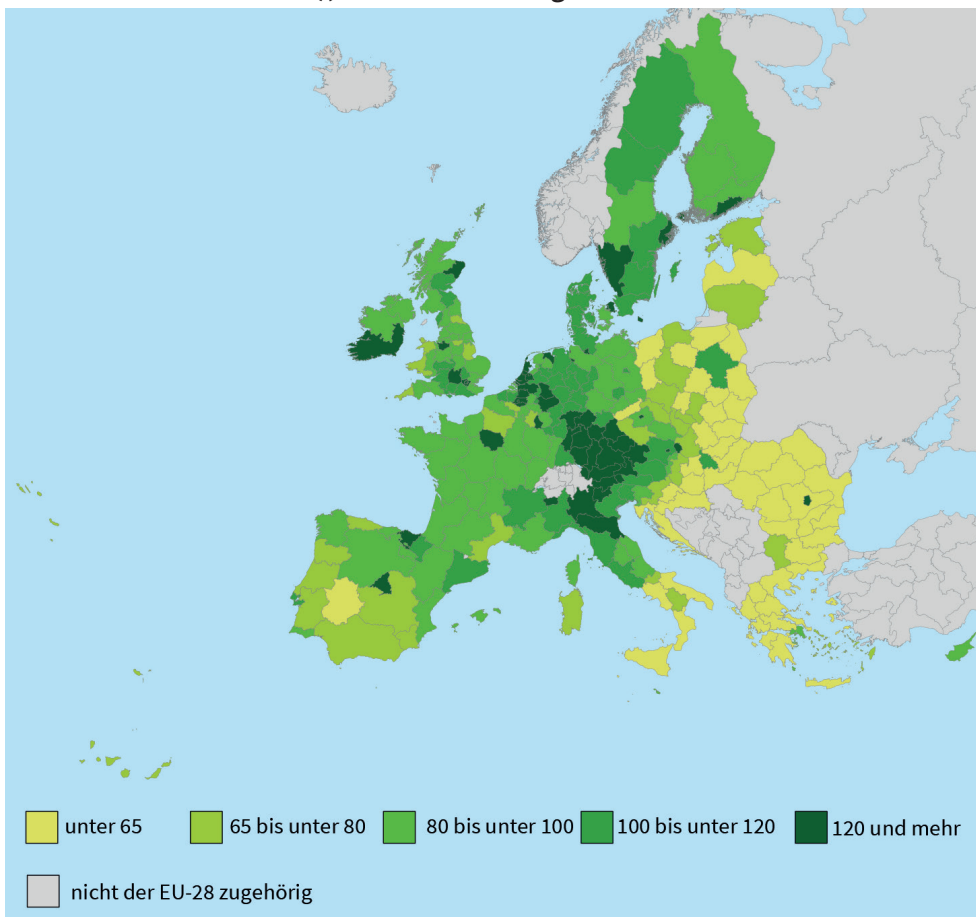 unter 65
65 bis unter 80
80 bis unter 100
100 bis unter 120
120 und mehr
nicht der EU-28 zugehörig